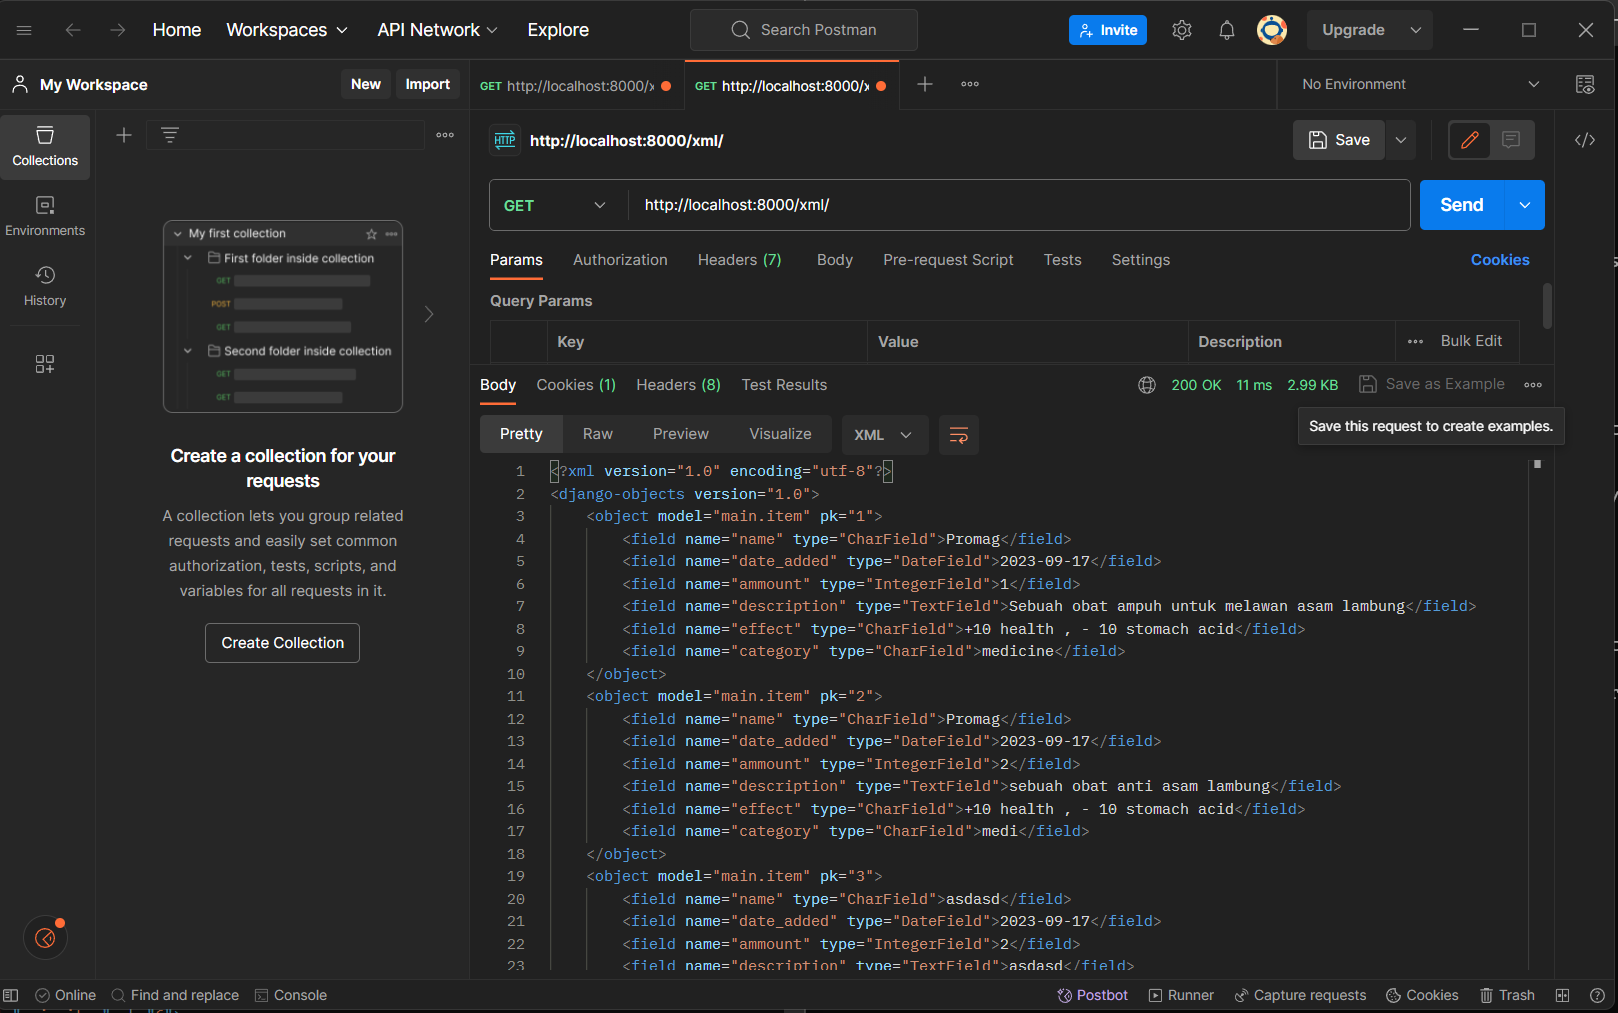 Home Workspaces API Network Explore Search Postman Invite Upgrade
My Workspace New Import GET http://localhost:8000/x GET http://localhost:8000/x No Environment
Collections
Environments
History
My first collection
First folder inside collection
GET
POST
GET
Second folder inside collection
GET
GET
Create a collection for your
requests
A collection lets you group related
requests and easily set common
authorization, tests, scripts, and
variables for all requests in it.
Create Collection
HTTP http://localhost:8000/xml/ Save
GET http://localhost:8000/xml/ Send
Params Authorization Headers (7) Body Pre-request Script Tests Settings Cookies
Query Params
Key Value Description Bulk Edit
Body Cookies (1) Headers (8) Test Results 200 OK 11 ms 2.99 KB Save as Example
Save this request to create examples.
Pretty Raw Preview Visualize XML
1 <?xml version="1.0" encoding="utf-8"?>
2 <django-objects version="1.0">
3 <object model="main.item" pk="1">
4 <field name="name" type="CharField">Promag</field>
5 <field name="date_added" type="DateField">2023-09-17</field>
6 <field name="ammount" type="IntegerField">1</field>
7 <field name="description" type="TextField">Sebuah obat ampuh untuk melawan asam lambung</field>
8 <field name="effect" type="CharField">+10 health , - 10 stomach acid</field>
9 <field name="category" type="CharField">medicine</field>
10 </object>
11 <object model="main.item" pk="2">
12 <field name="name" type="CharField">Promag</field>
13 <field name="date_added" type="DateField">2023-09-17</field>
14 <field name="ammount" type="IntegerField">2</field>
15 <field name="description" type="TextField">sebuah obat anti asam lambung</field>
16 <field name="effect" type="CharField">+10 health , - 10 stomach acid</field>
17 <field name="category" type="CharField">medi</field>
18 </object>
19 <object model="main.item" pk="3">
20 <field name="name" type="CharField">asdasd</field>
21 <field name="date_added" type="DateField">2023-09-17</field>
22 <field name="ammount" type="IntegerField">2</field>
23 <field name="description" type="TextField">asdasd</field>
Online Find and replace Console Postbot Runner Capture requests Cookies Trash